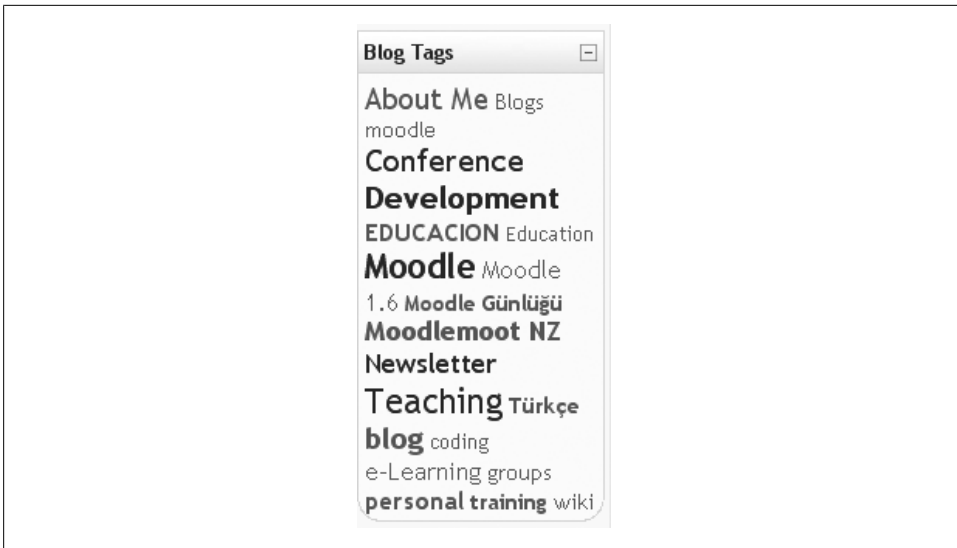 Blog Tags
About Me Blogs
moodle
Conference
Development
EDUCACION Education
Moodle Moodle
1.6 Moodle Günlüğü
Moodlemoot NZ
Newsletter
Teaching Türkçe
blog coding
e-Learning groups
personal training wiki